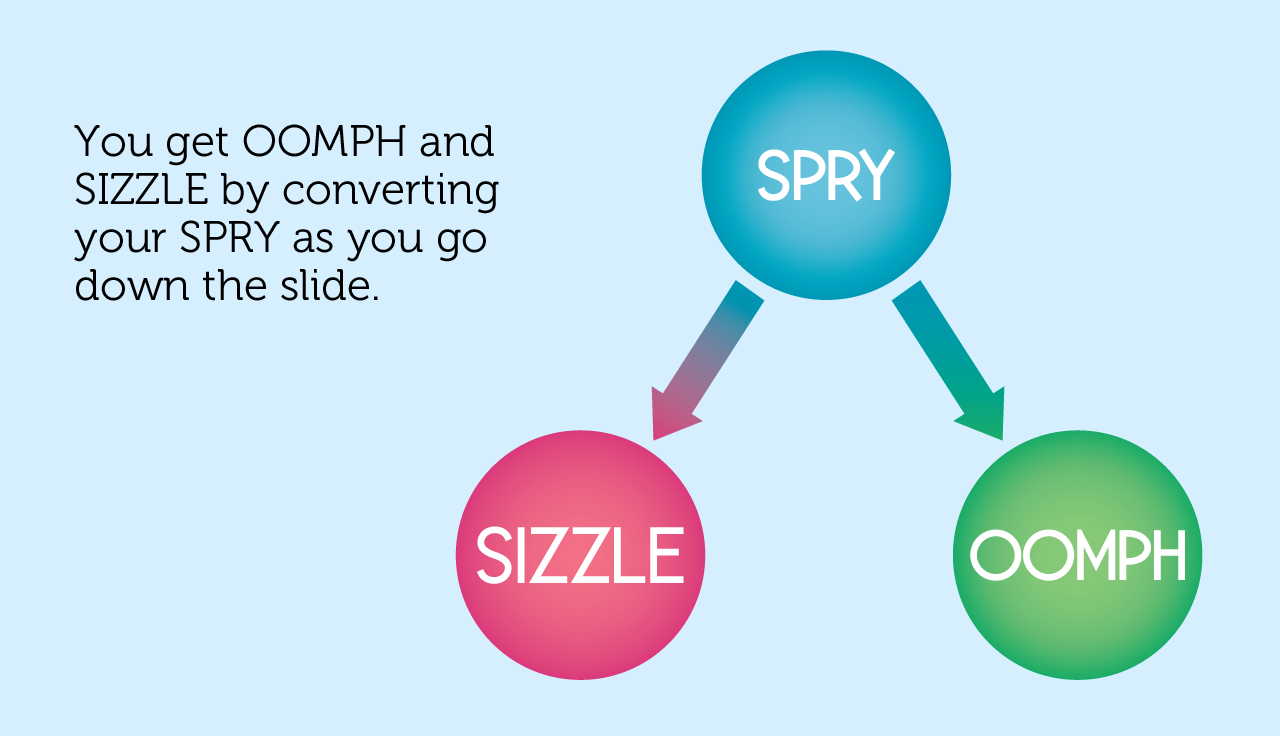 You get OOMPH and
SIZZLE by converting
your SPRY as you go
down the slide.
SPRY
SIZZLE
OOMPH